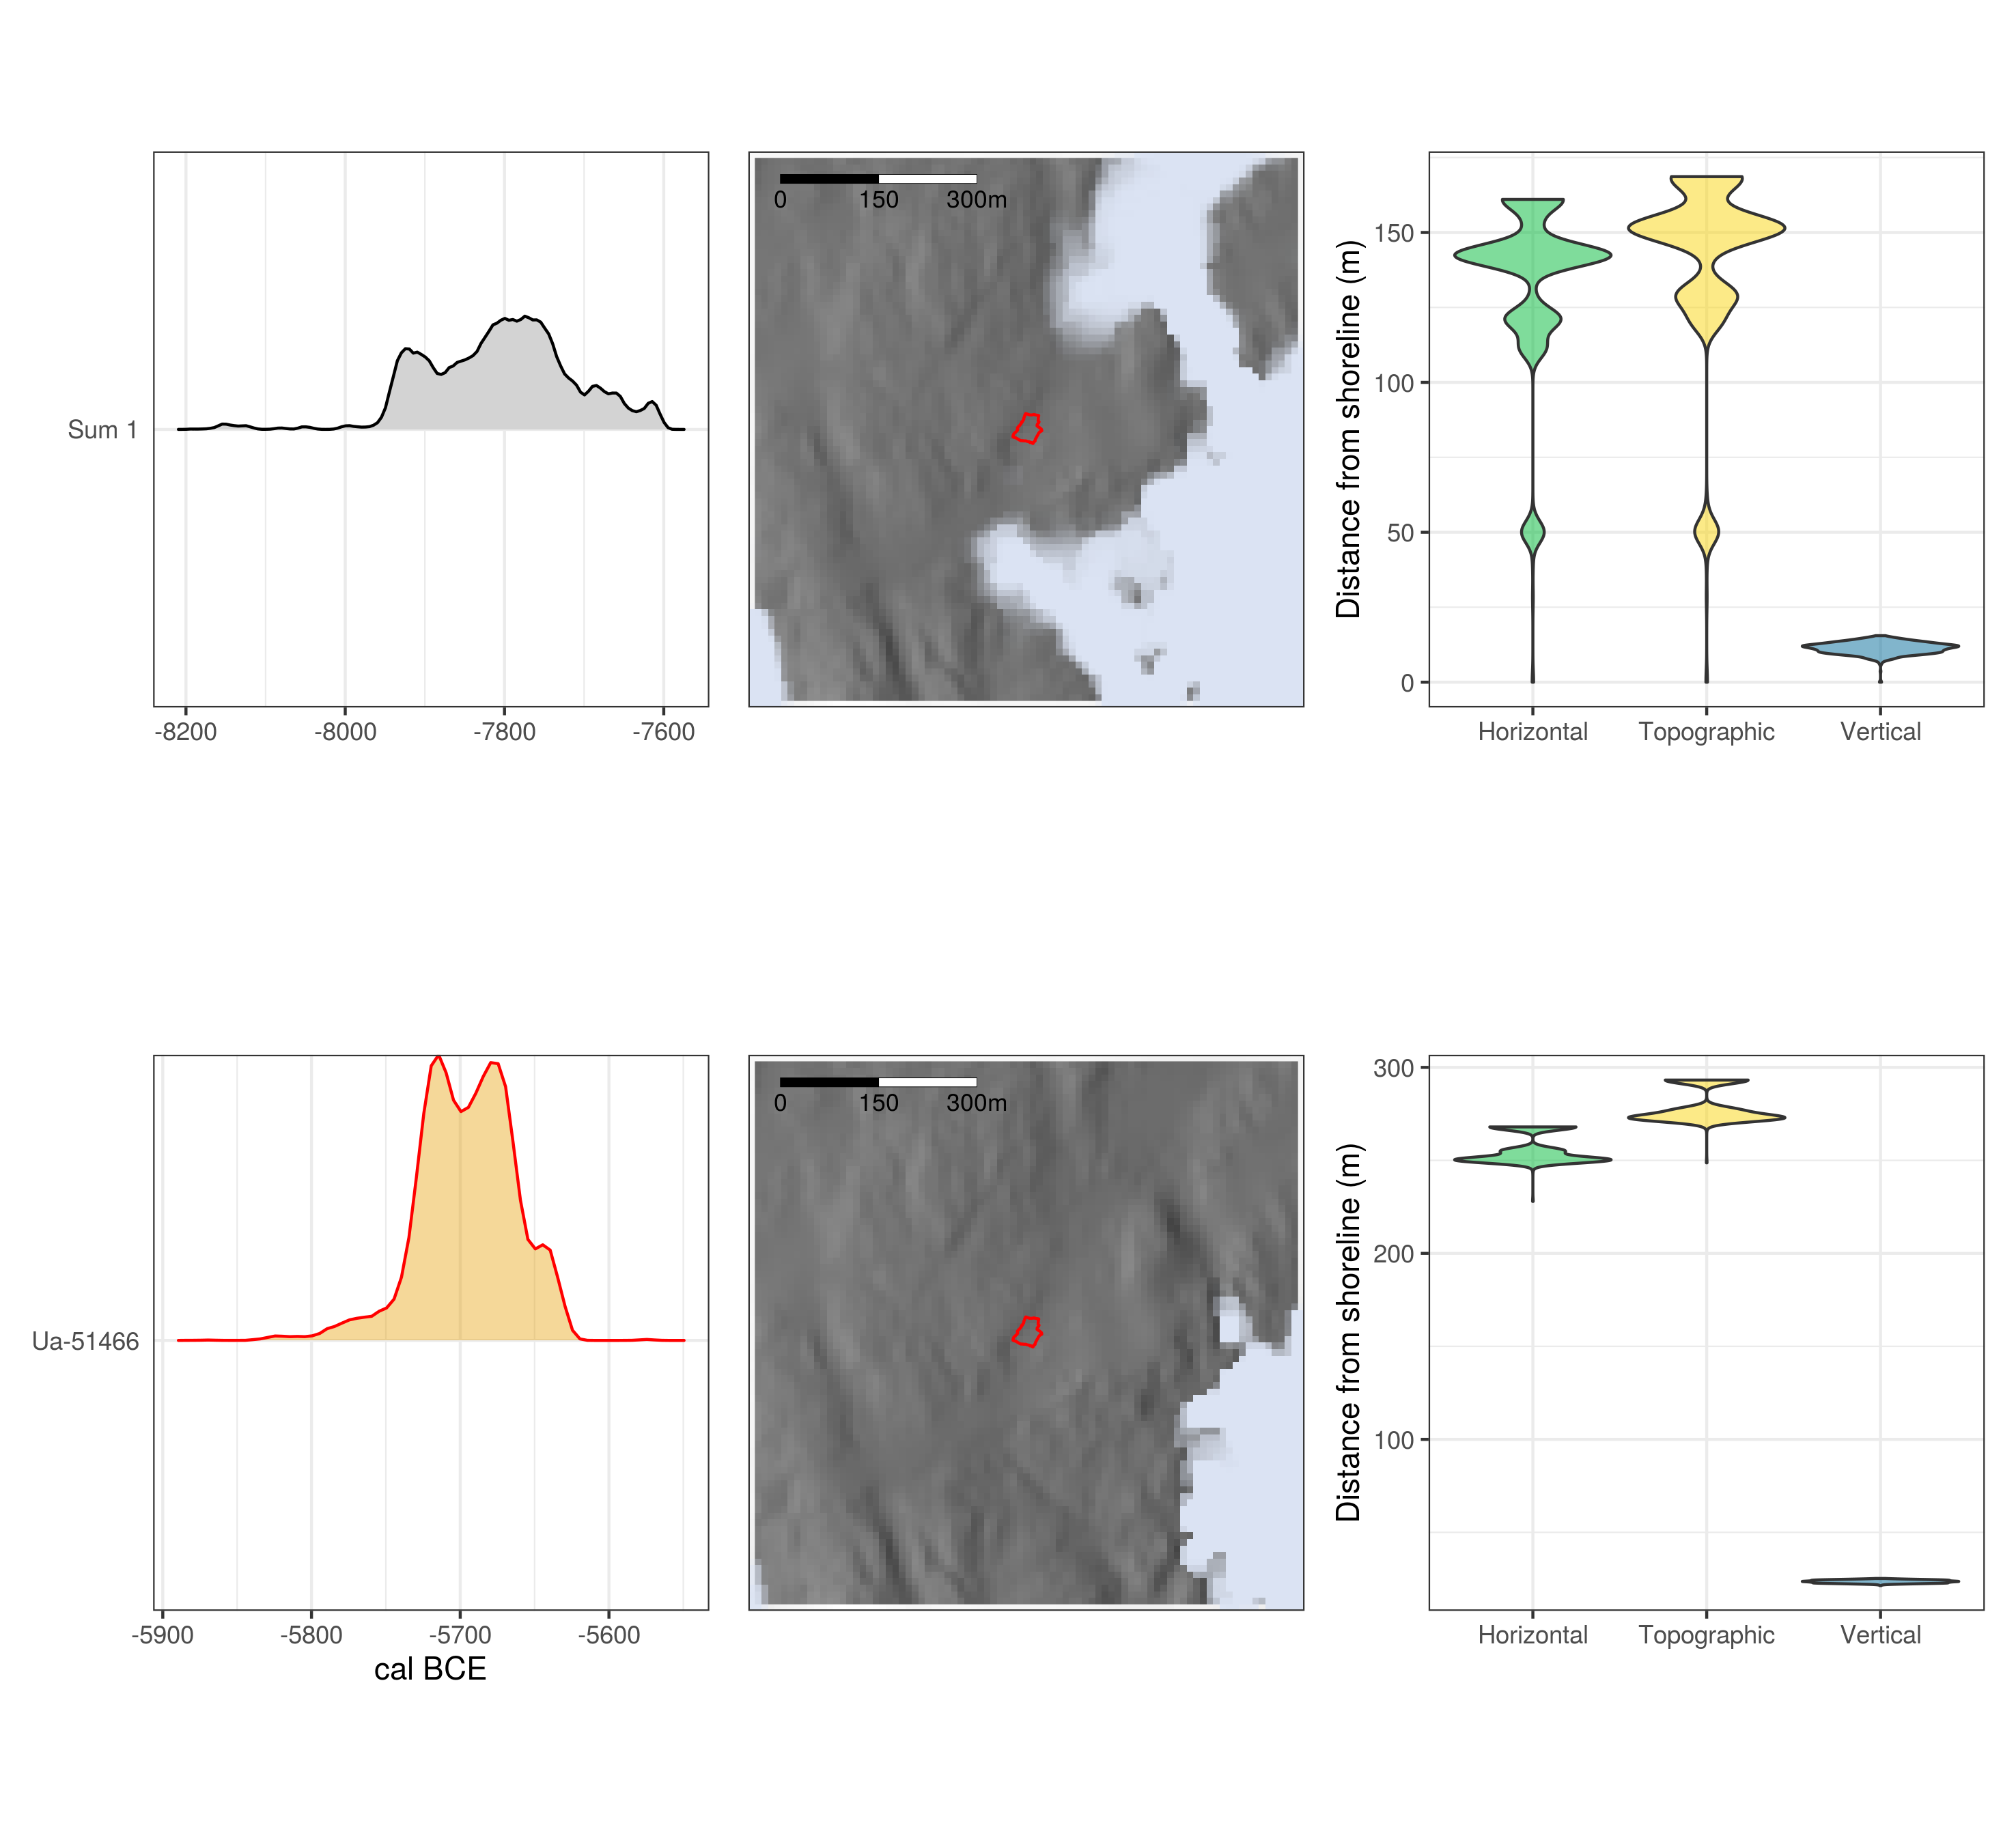 Sum 1
-8200 -8000 -7800 -7600
0 150 300m
Distance from shoreline (m)
150
100
50
0
Horizontal Topographic Vertical
Ua-51466
-5900 -5800 -5700 -5600
cal BCE
0 150 300m
Distance from shoreline (m)
300
200
100
Horizontal Topographic Vertical